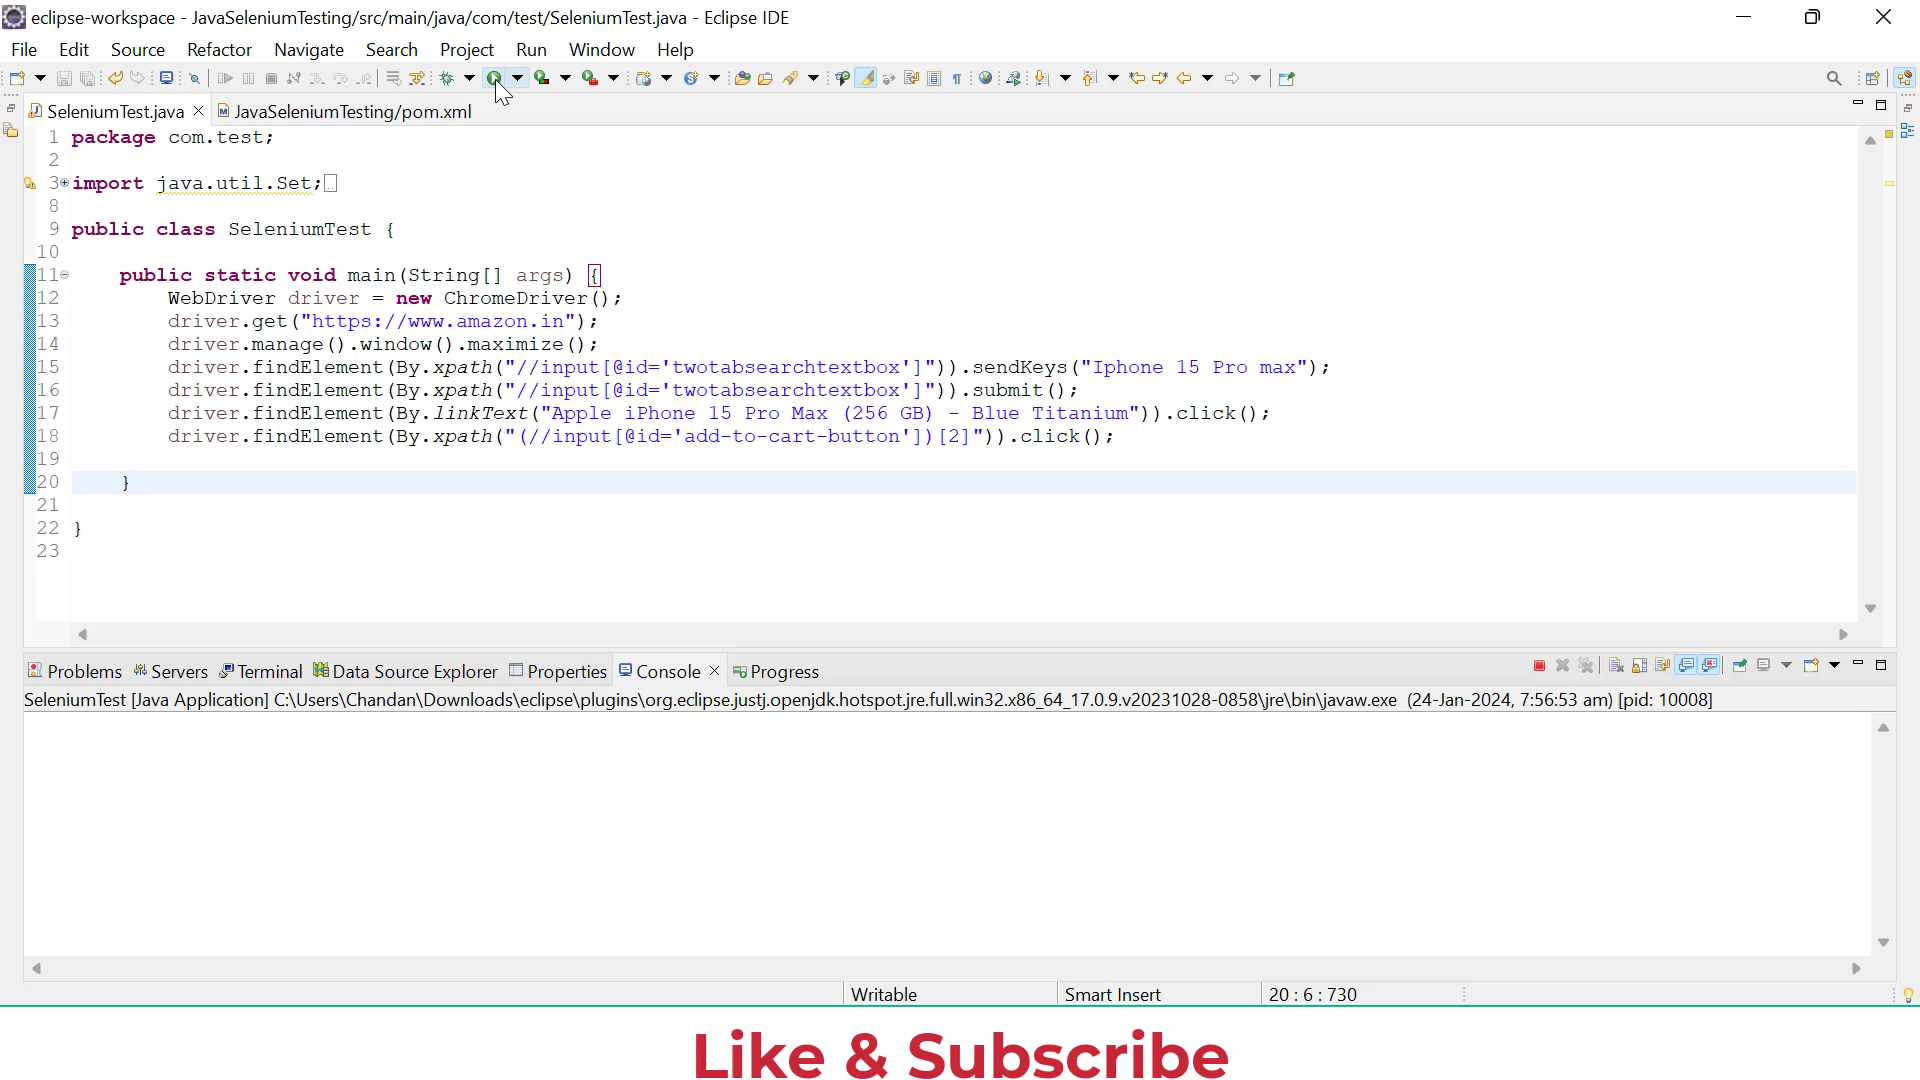 eclipse-workspace - JavaSeleniumTesting/src/main/java/com/test/SeleniumTest.java - Eclipse IDE
File Edit Source Refactor Navigate Search Project Run Window Help
SeleniumTest.java JavaSeleniumTesting/pom.xml
1 package com.test;
2
3 import java.util.Set;
8
9 public class SeleniumTest {
10
11 public static void main(String[] args) {
12 WebDriver driver = new ChromeDriver();
13 driver.get("https://www.amazon.in");
14 driver.manage().window().maximize();
15 driver.findElement(By.xpath("//input[@id='twotabsearchtextbox']")).sendKeys("Iphone 15 Pro max");
16 driver.findElement(By.xpath("//input[@id='twotabsearchtextbox']")).submit();
17 driver.findElement(By.linkText("Apple iPhone 15 Pro Max (256 GB) - Blue Titanium")).click();
18 driver.findElement(By.xpath("(//input[@id='add-to-cart-button'])[2]")).click();
19
20 }
21
22 }
23
Problems Servers Terminal Data Source Explorer Properties Console Progress
SeleniumTest [Java Application] C:\Users\Chandan\Downloads\eclipse\plugins\org.eclipse.justj.openjdk.hotspot.jre.full.win32.x86_64_17.0.9.v20231028-0858\jre\bin\javaw.exe (24-Jan-2024, 7:56:53 am) [pid: 10008]
Writable Smart Insert 20 : 6 : 730
Like & Subscribe